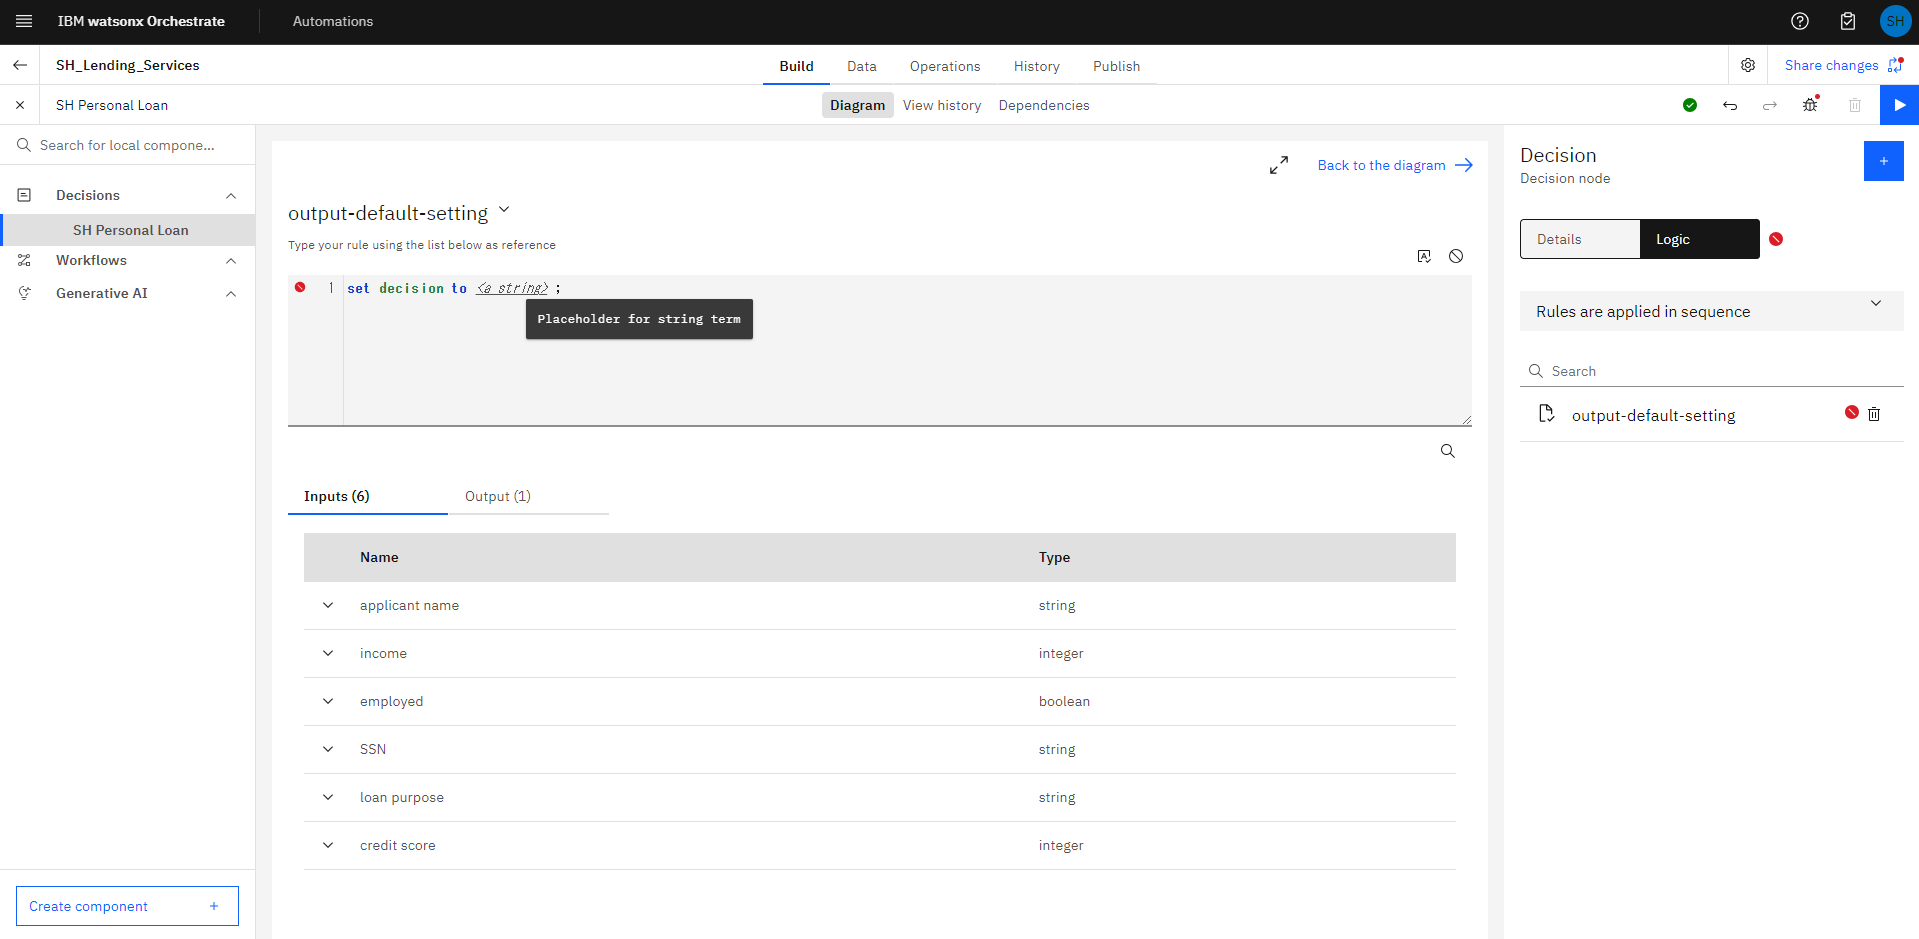 IBM watsonx Orchestrate
Automations
SH
SH_Lending_Services
Build
Data
Operations
History
Publish
Share changes
SH Personal Loan
Diagram
View history
Dependencies
Search for local compone...
Decisions
SH Personal Loan
Workflows
Generative AI
Create component +
Back to the diagram
output-default-setting
Type your rule using the list below as reference
1 set decision to <a string> ;
Placeholder for string term
Inputs (6)
Output (1)
Name Type
applicant name string
income integer
employed boolean
SSN string
loan purpose string
credit score integer
Decision
Decision node
+
Details
Logic
Rules are applied in sequence
Search
output-default-setting